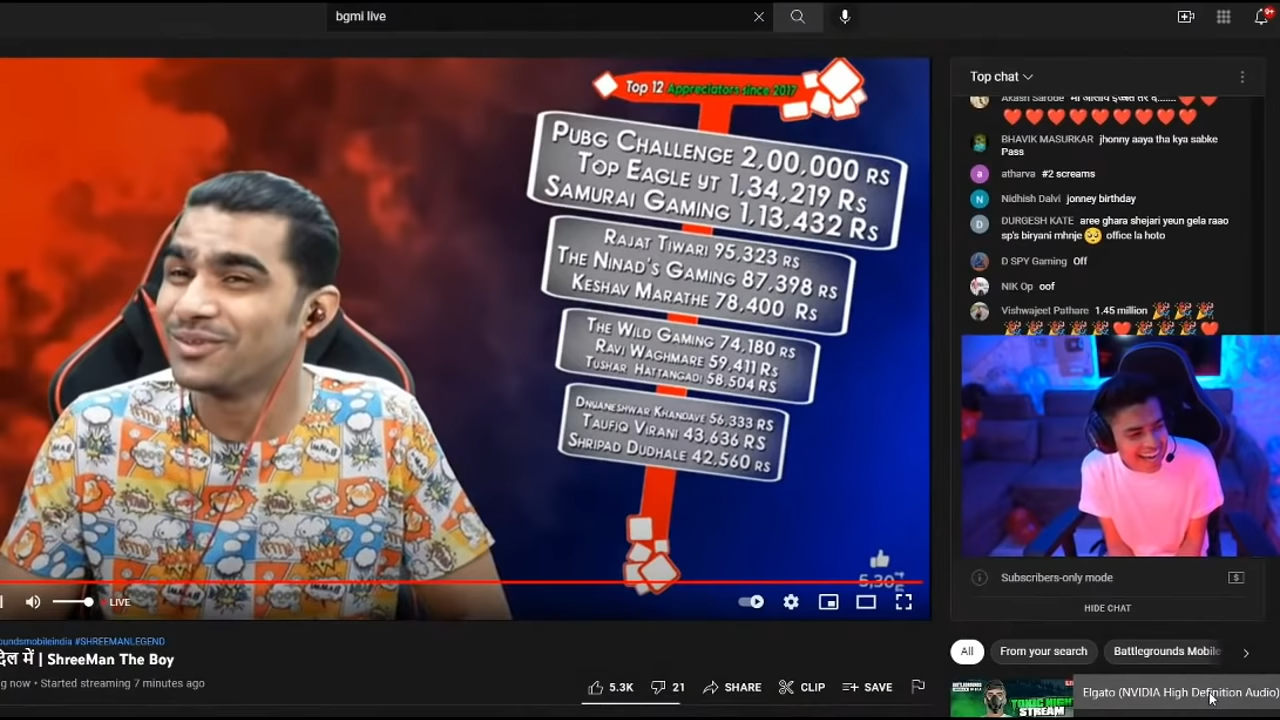 bgmi live
9+
Top 12 Appreciators since 2017
PUBG CHALLENGE 2,00,000 RS
TOP EAGLE YT 1,34,219 RS
SAMURAI GAMING 1,13,432 RS
RAJAT TIWARI 95,323 RS
THE NINAD'S GAMING 87,398 RS
KESHAV MARATHE 78,400 RS
THE WILD GAMING 74,180 RS
RAVI WAGHMARE 59,411 RS
TUSHAR HATTANGADI 58,504 RS
DNYANESHWAR KHANDAVE 56,333 RS
TAUFIQ VIRANI 43,636 RS
SHRIPAD DUDHALE 42,560 RS
LIVE
oundsmobileindia #SHREEMANLEGEND
में | ShreeMan The Boy
g now • Started streaming 7 minutes ago
5.3K
21
SHARE
CLIP
SAVE
Top chat
Akash Sarode
BHAVIK MASURKAR jhonny aaya tha kya sabke
Pass
atharva #2 screams
Nidhish Dalvi jonney birthday
DURGESH KATE aree ghara shejari yeun gela raao
sp's biryani mhnje 🥺 office la hoto
D SPY Gaming Off
NIK Op oof
Vishwajeet Pathare 1.45 million 🎉 🎉 🎉
Subscribers-only mode
HIDE CHAT
All
From your search
Battlegrounds Mobile
TOXIC HIGH
STREAM
Elgato (NVIDIA High Definition Audio)